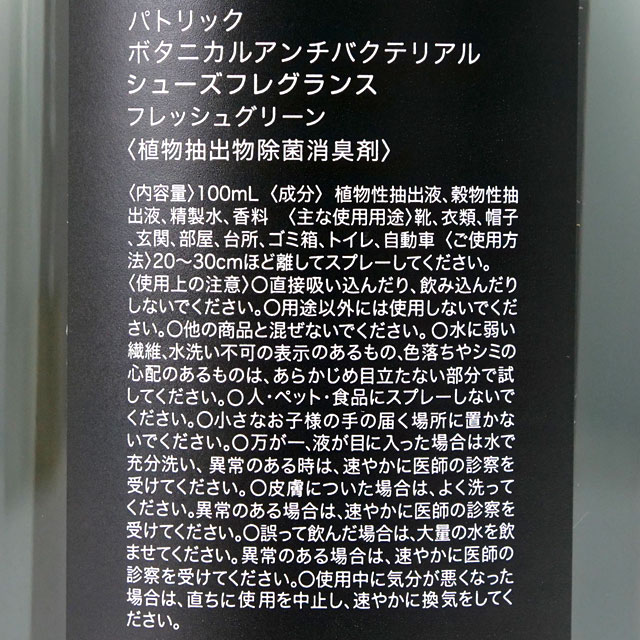 パトリック
ボタニカルアンチバクテリアル
シューズフレグランス
フレッシュグリーン
〈植物抽出物除菌消臭剤〉
〈内容量〉100mL 〈成分〉 植物性抽出液、穀物性抽
出液、精製水、香料 〈主な使用用途〉靴、衣類、帽子
、玄関、部屋、台所、ゴミ箱、トイレ、自動車 〈ご使用方
法〉20〜30cmほど離してスプレーしてください。
〈使用上の注意〉〇直接吸い込んだり、飲み込んだり
しないでください。〇用途以外には使用しないでくだ
さい。〇他の商品と混ぜないでください。〇水に弱い
繊維、水洗い不可の表示のあるもの、色落ちやシミの
心配のあるものは、あらかじめ目立たない部分で試
してください。〇人・ペット・食品にスプレーしないで
ください。〇小さなお子様の手の届く場所に置かな
いでください。〇万が一、液が目に入った場合は水で
充分洗い、異常のある時は、速やかに医師の診察を
受けてください。〇皮膚についた場合は、よく洗って
ください。異常のある場合は、速やかに医師の診察を
受けてください。〇誤って飲んだ場合は、大量の水を飲
ませてください。異常のある場合は、速やかに医師の
診察を受けてください。〇使用中に気分が悪くなった
場合は、直ちに使用を中止し、速やかに換気をしてく
ださい。